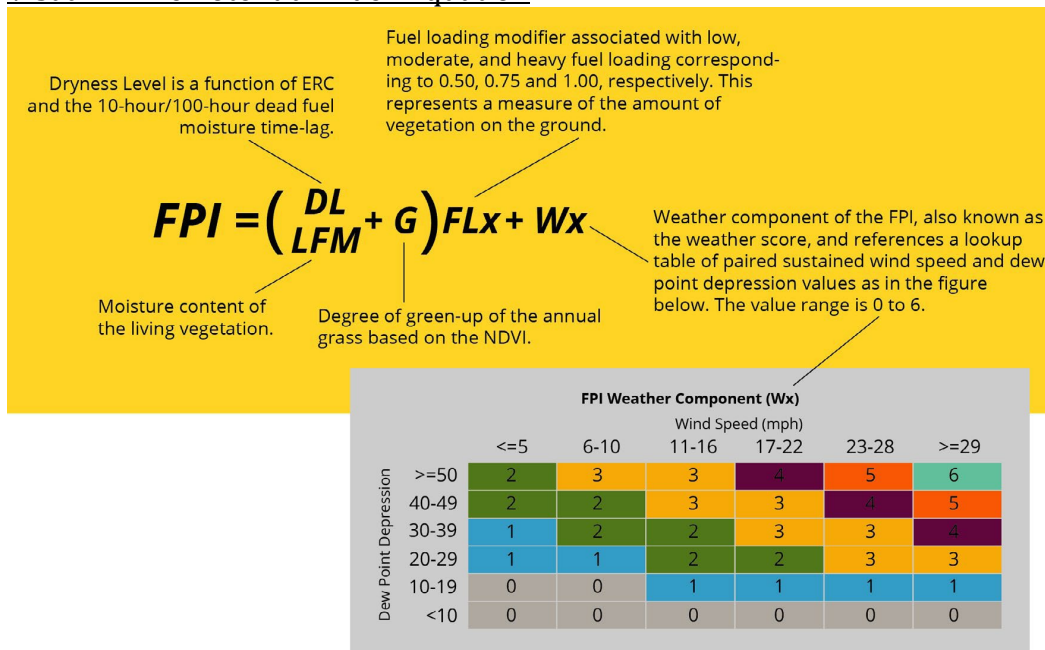 Fuel loading modifier associated with low,
moderate, and heavy fuel loading correspond-
ing to 0.50, 0.75 and 1.00, respectively. This
represents a measure of the amount of
vegetation on the ground.
Dryness Level is a function of ERC
and the 10-hour/100-hour dead fuel
moisture time-lag.
FPI = ( DL
LFM + G ) FLx + Wx
Weather component of the FPI, also known as
the weather score, and references a lookup
table of paired sustained wind speed and dew
point depression values as in the figure
below. The value range is 0 to 6.
Moisture content of
the living vegetation.
Degree of green-up of the annual
grass based on the NDVI.
FPI Weather Component (Wx)
Wind Speed (mph)
<=5 6-10 11-16 17-22 23-28 >=29
Dew Point Depression
>=50 2 3 3 4 5 6
40-49 2 2 3 3 4 5
30-39 1 2 2 3 3 4
20-29 1 1 2 2 3 3
10-19 0 0 1 1 1 1
<10 0 0 0 0 0 0